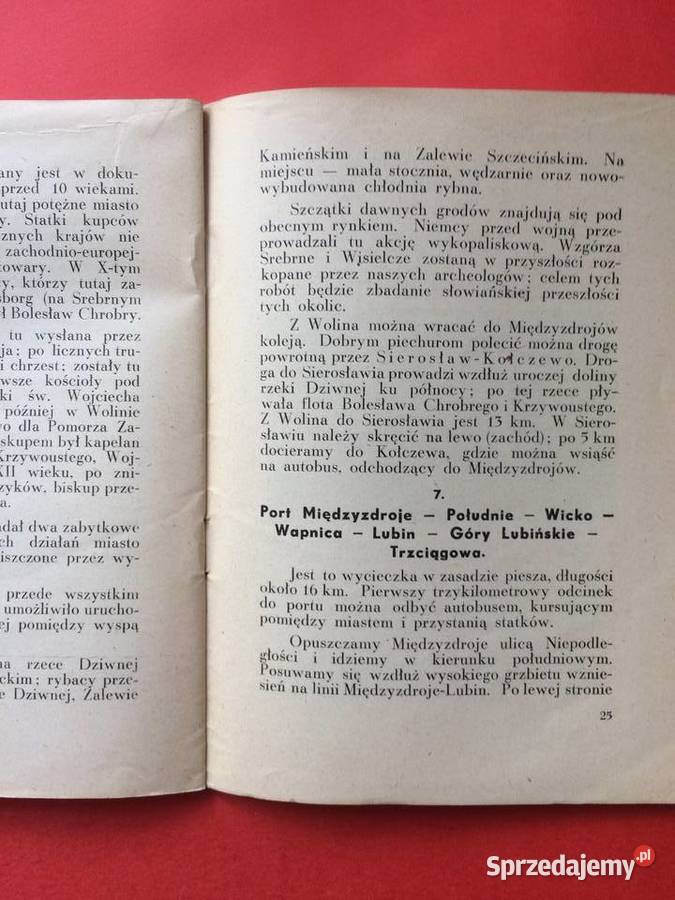 any jest w doku-
przed 10 wiekami.
utaj potężne miasto
y. Statki kupców
znych krajów nie
zachodnio-europej-
towary. W X-tym
cy, którzy tutaj za-
sborg (na Srebrnym
ł Bolesław Chrobry.
tu wysłana przez
ja; po licznych tru-
i chrzest; zostały tu
wsze kościoły pod
ki św. Wojciecha
później w Wolinie
wo dla Pomorza Za-
skupem był kapelan
Krzywoustego, Woj-
XII wieku, po zni-
zyków, biskup prze-
a.
adał dwa zabytkowe
ch działań miasto
iszczone przez wy-
przede wszystkim
umożliwiło urucho-
ej pomiędzy wyspą
na rzece Dziwnej
ckim; rybacy prze-
e Dziwnej, Zalewie
Kamieńskim i na Zalewie Szczecińskim. Na
miejscu — mała stocznia, wędzarnie oraz nowo-
wybudowana chłodnia rybna.
Szczątki dawnych grodów znajdują się pod
obecnym rynkiem. Niemcy przed wojną prze-
prowadzali tu akcję wykopaliskową. Wzgórza
Srebrne i Wisielcze zostaną w przyszłości roz-
kopane przez naszych archeologów; celem tych
robót będzie zbadanie słowiańskiej przeszłości
tych okolic.
Z Wolina można wracać do Międzyzdrojów
koleją. Dobrym piechurom polecić można drogę
powrotną przez Sierosław-Kołczewo. Dro-
ga do Sierosławia prowadzi wzdłuż uroczej doliny
rzeki Dziwnej ku północy; po tej rzece pły-
wała flota Bolesława Chrobrego i Krzywoustego.
Z Wolina do Sierosławia jest 13 km. W Siero-
sławiu należy skręcić na lewo (zachód); po 5 km
docieramy do Kołczewa, gdzie można wsiąść
na autobus, odchodzący do Międzyzdrojów.
7.
Port Międzyzdroje — Południe — Wicko —
Wapnica — Lubin — Góry Lubińskie —
Trzciągowa.
Jest to wycieczka w zasadzie piesza, długości
około 16 km. Pierwszy trzykilometrowy odcinek
do portu można odbyć autobusem, kursującym
pomiędzy miastem i przystanią statków.
Opuszczamy Międzyzdroje ulicą Niepodle-
głości i idziemy w kierunku południowym.
Posuwamy się wzdłuż wysokiego grzbietu wznie-
sień na linii Międzyzdroje-Lubin. Po lewej stronie
25
Sprzedajemy.pl